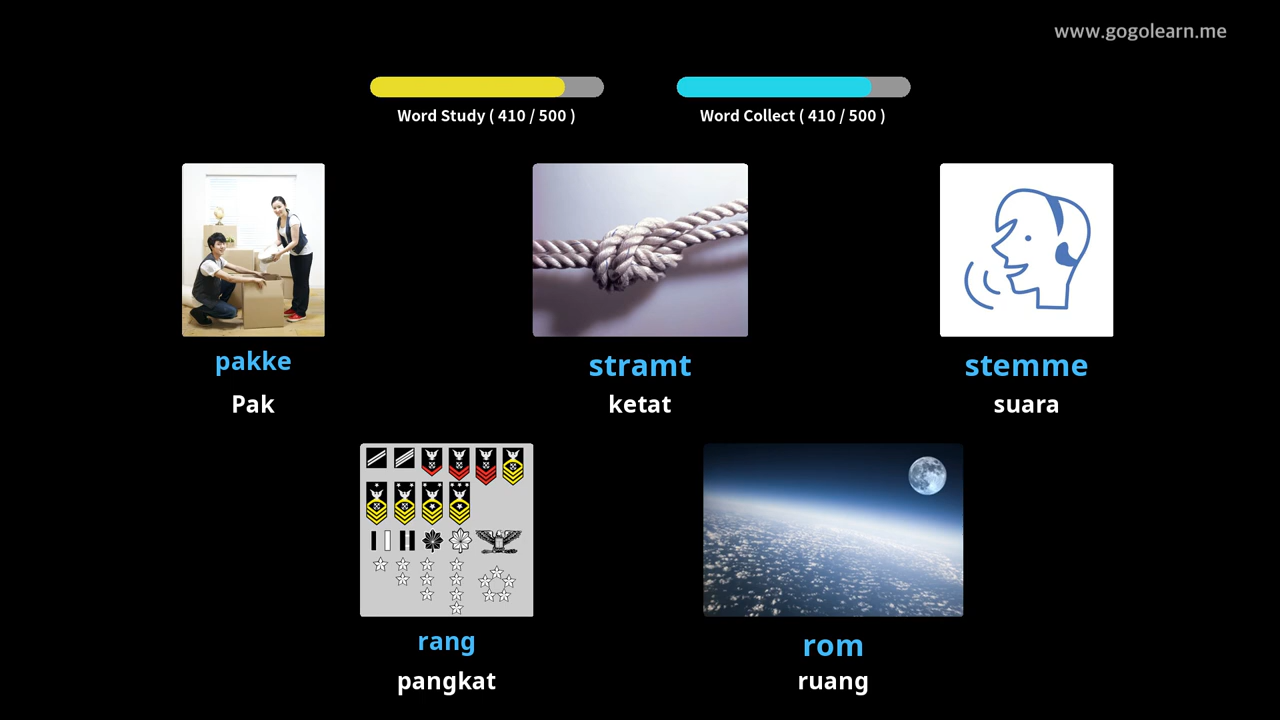 www.gogolearn.me
Word Study ( 410 / 500 )
Word Collect ( 410 / 500 )
pakke
Pak
stramt
ketat
stemme
suara
rang
pangkat
rom
ruang